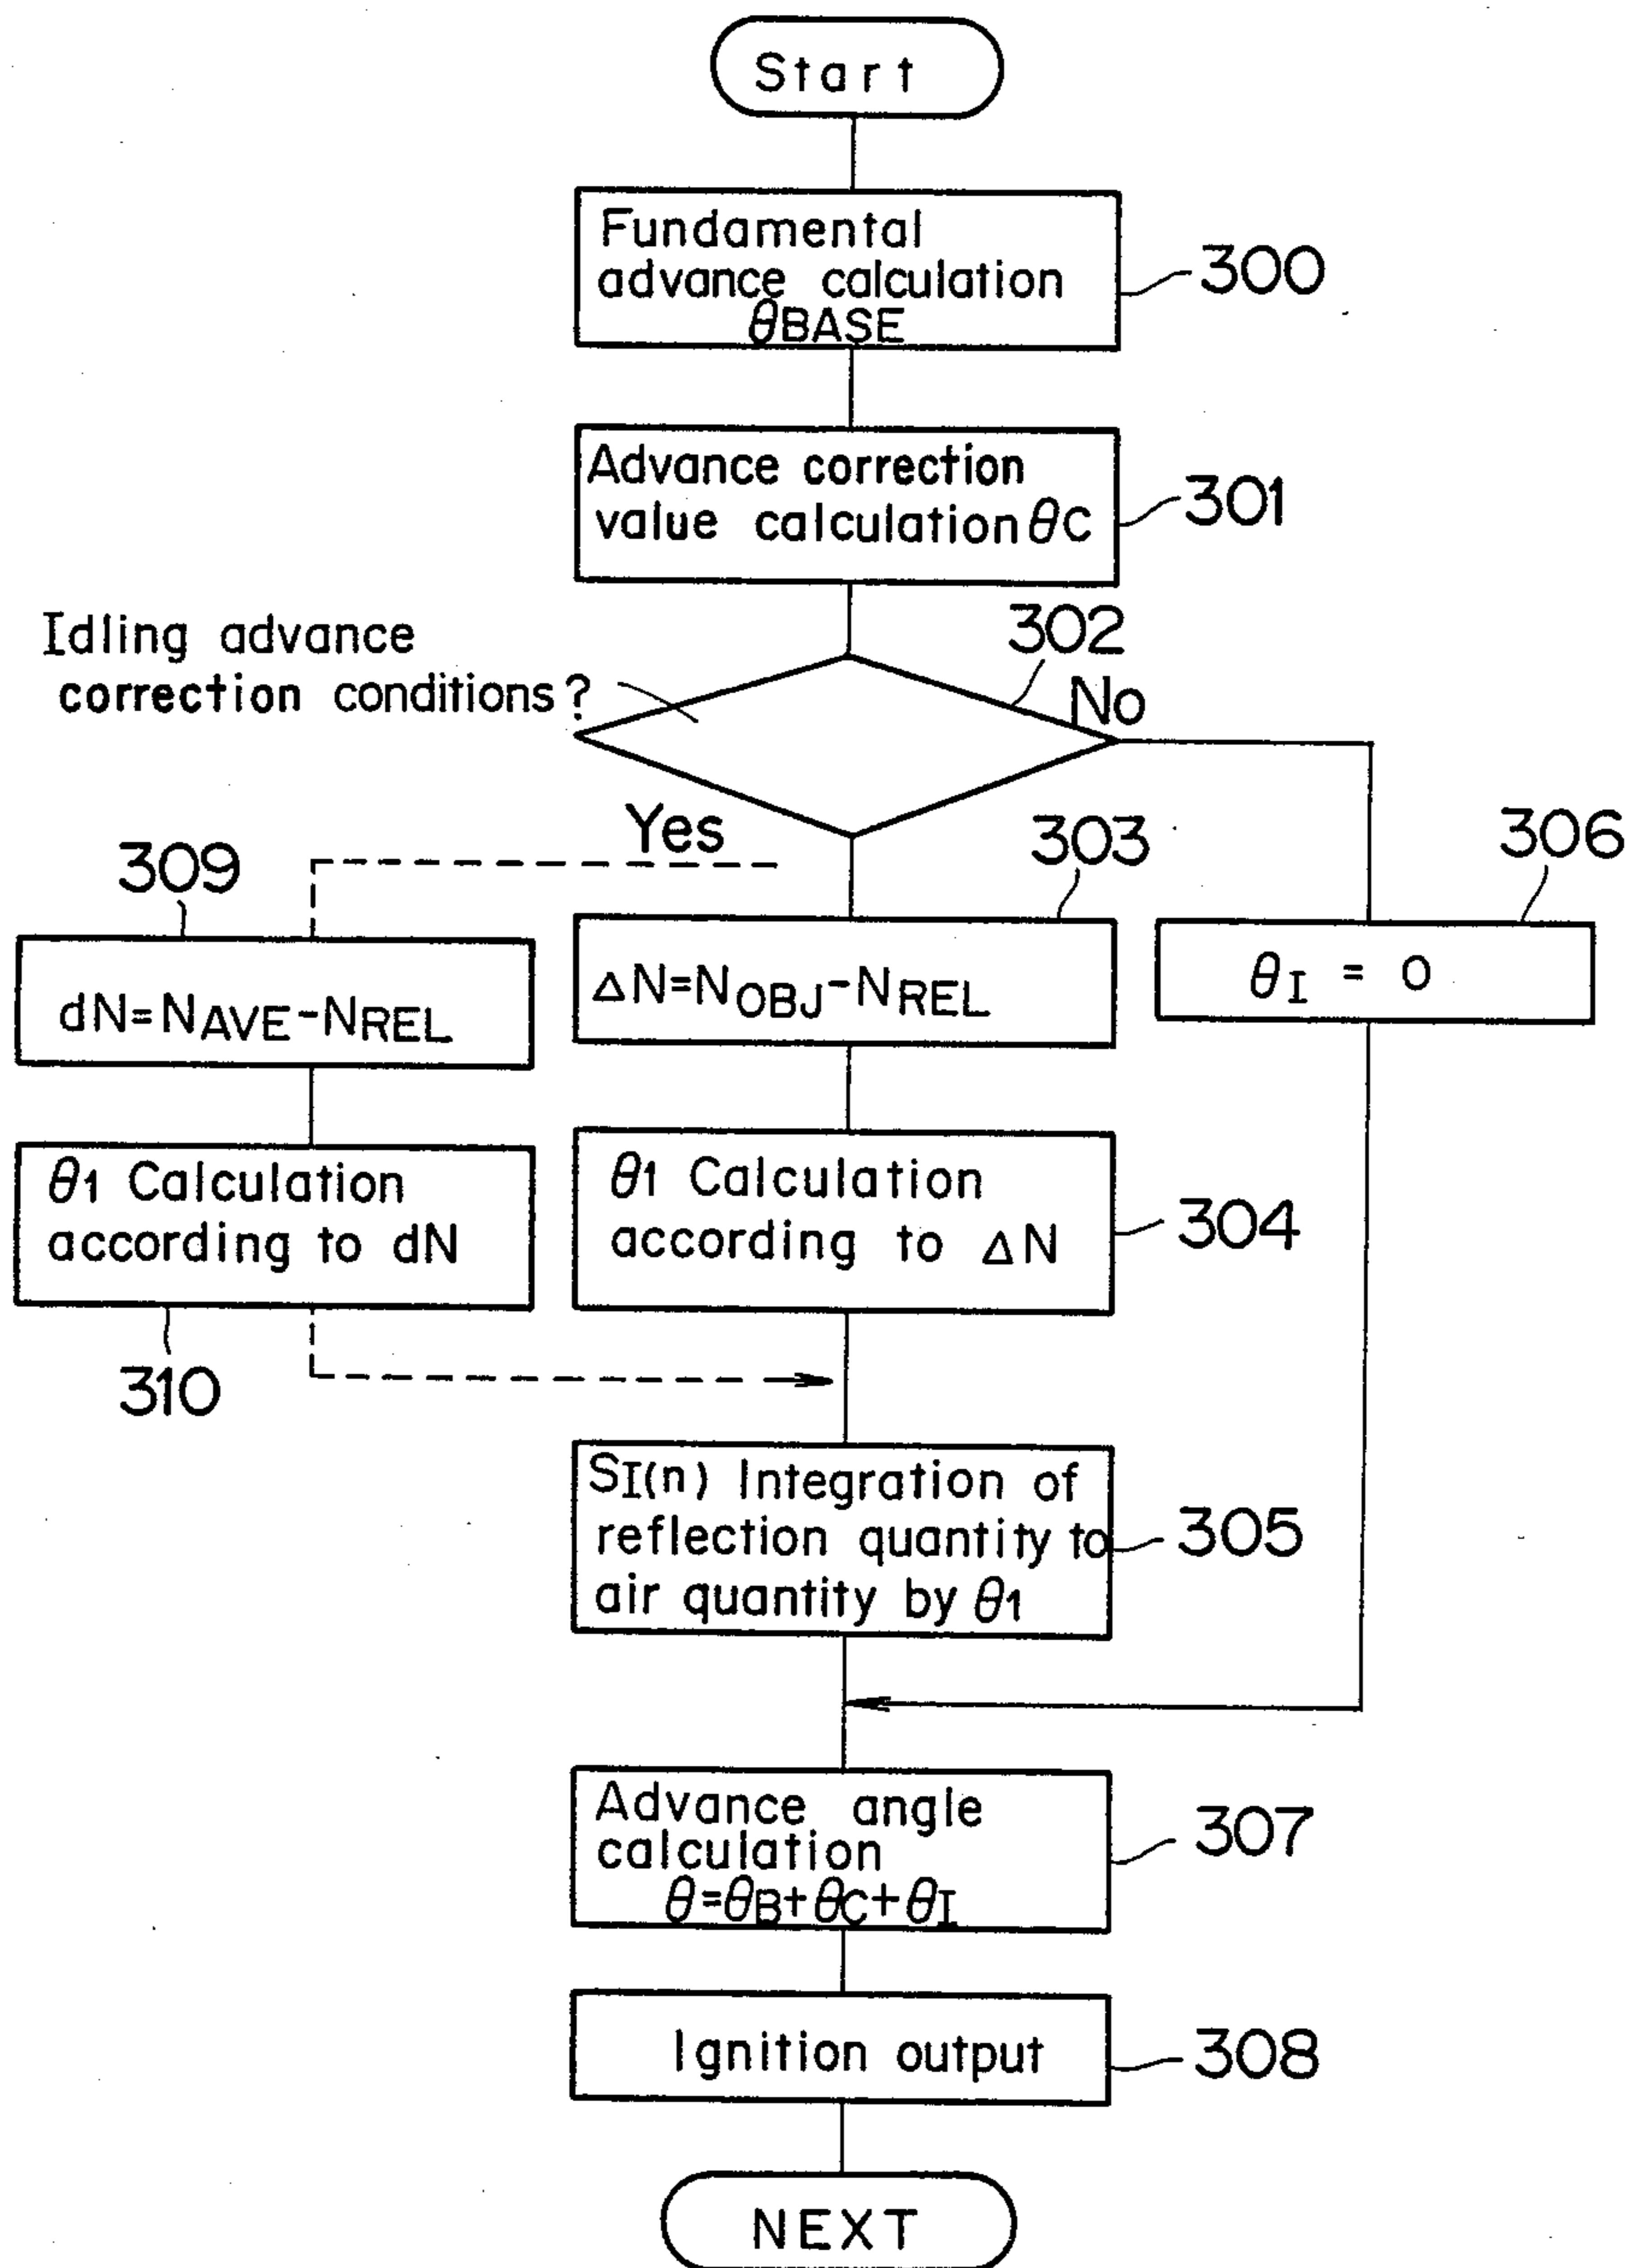 Start
Fundamental
advance calculation
θBASE
300
Advance correction
value calculation θC
301
Idling advance
correction conditions?
302
No
Yes
309
303
306
dN=NAVE-NREL
ΔN=NOBJ-NREL
θI = 0
θ1 Calculation
according to dN
310
θ1 Calculation
according to ΔN
304
SI(n) Integration of
reflection quantity to
air quantity by θ1
305
Advance angle
calculation
θ=θB+θC+θI
307
Ignition output
308
NEXT